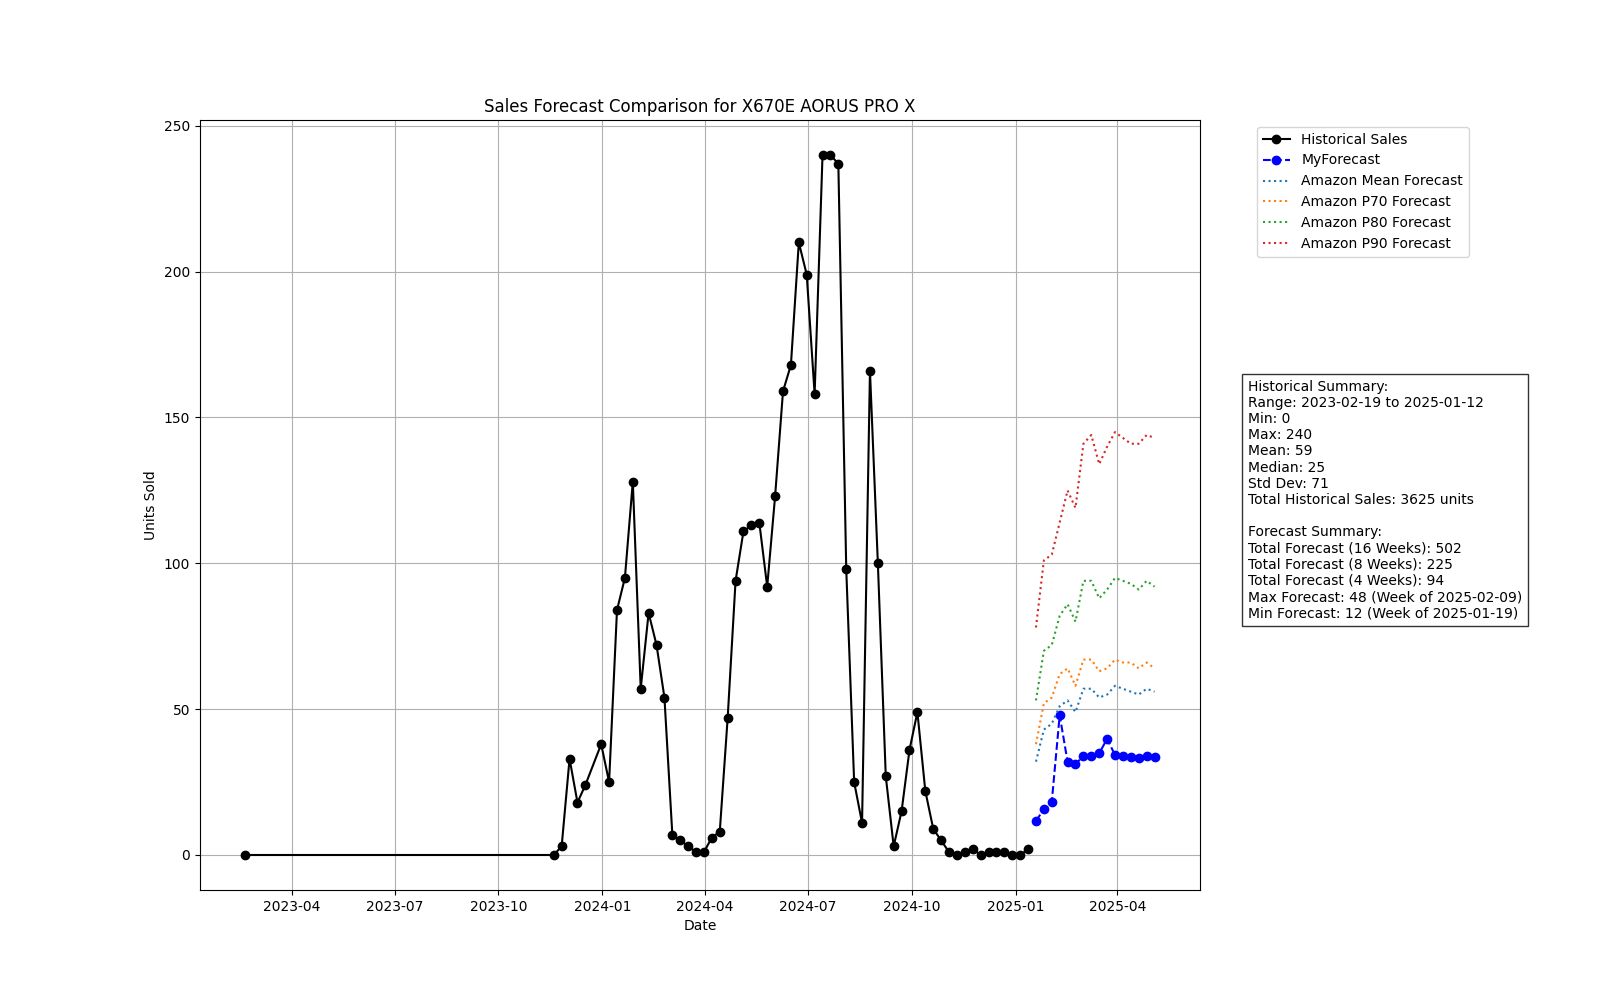 Sales Forecast Comparison for X670E AORUS PRO X
Units Sold
250
200
150
100
50
0
2023-04
2023-07
2023-10
2024-01
2024-04
2024-07
2024-10
2025-01
2025-04
Date
Historical Sales
MyForecast
Amazon Mean Forecast
Amazon P70 Forecast
Amazon P80 Forecast
Amazon P90 Forecast
Historical Summary:
Range: 2023-02-19 to 2025-01-12
Min: 0
Max: 240
Mean: 59
Median: 25
Std Dev: 71
Total Historical Sales: 3625 units
Forecast Summary:
Total Forecast (16 Weeks): 502
Total Forecast (8 Weeks): 225
Total Forecast (4 Weeks): 94
Max Forecast: 48 (Week of 2025-02-09)
Min Forecast: 12 (Week of 2025-01-19)